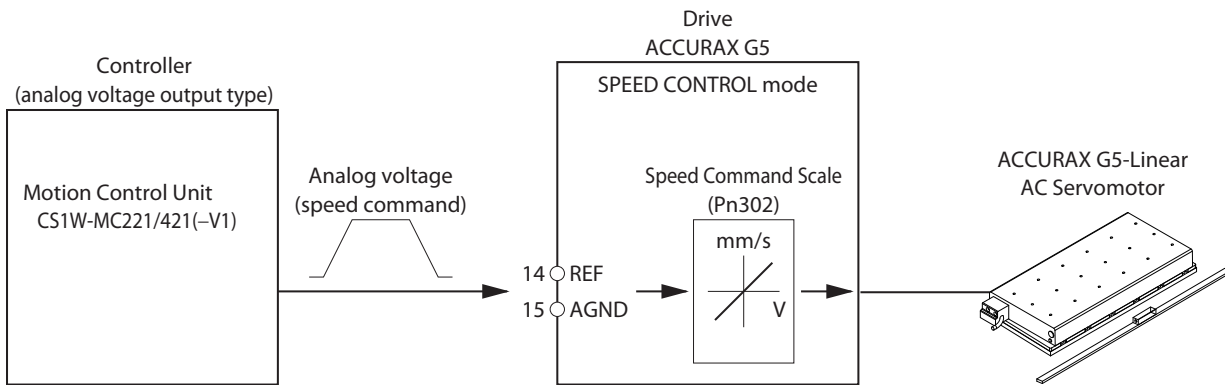 Controller
(analog voltage output type)
Motion Control Unit
CS1W-MC221/421(–V1)
Analog voltage
(speed command)
Drive
ACCURAX G5
SPEED CONTROL mode
Speed Command Scale
(Pn302)
mm/s
V
14 REF
15 AGND
ACCURAX G5-Linear
AC Servomotor